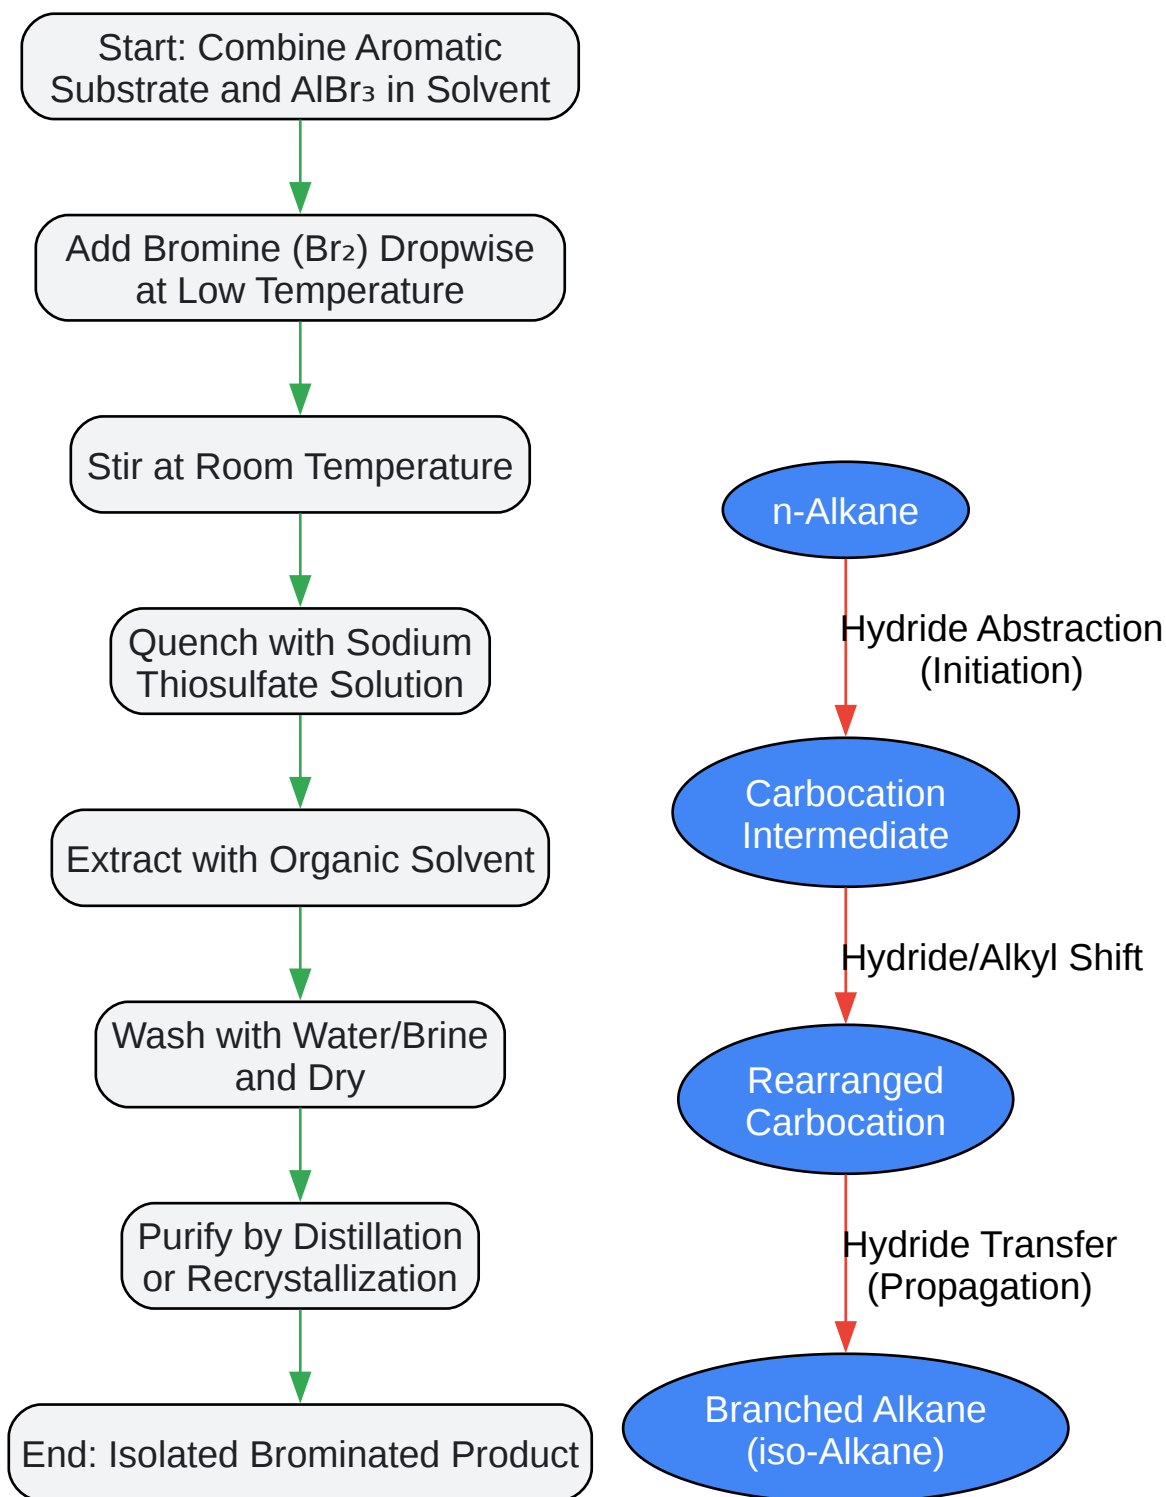 Start: Combine Aromatic
Substrate and AlBr₃ in Solvent
Add Bromine (Br₂) Dropwise
at Low Temperature
Stir at Room Temperature
Quench with Sodium
Thiosulfate Solution
Extract with Organic Solvent
Wash with Water/Brine
and Dry
Purify by Distillation
or Recrystallization
End: Isolated Brominated Product
n-Alkane
Hydride Abstraction
(Initiation)
Carbocation
Intermediate
Hydride/Alkyl Shift
Rearranged
Carbocation
Hydride Transfer
(Propagation)
Branched Alkane
(iso-Alkane)